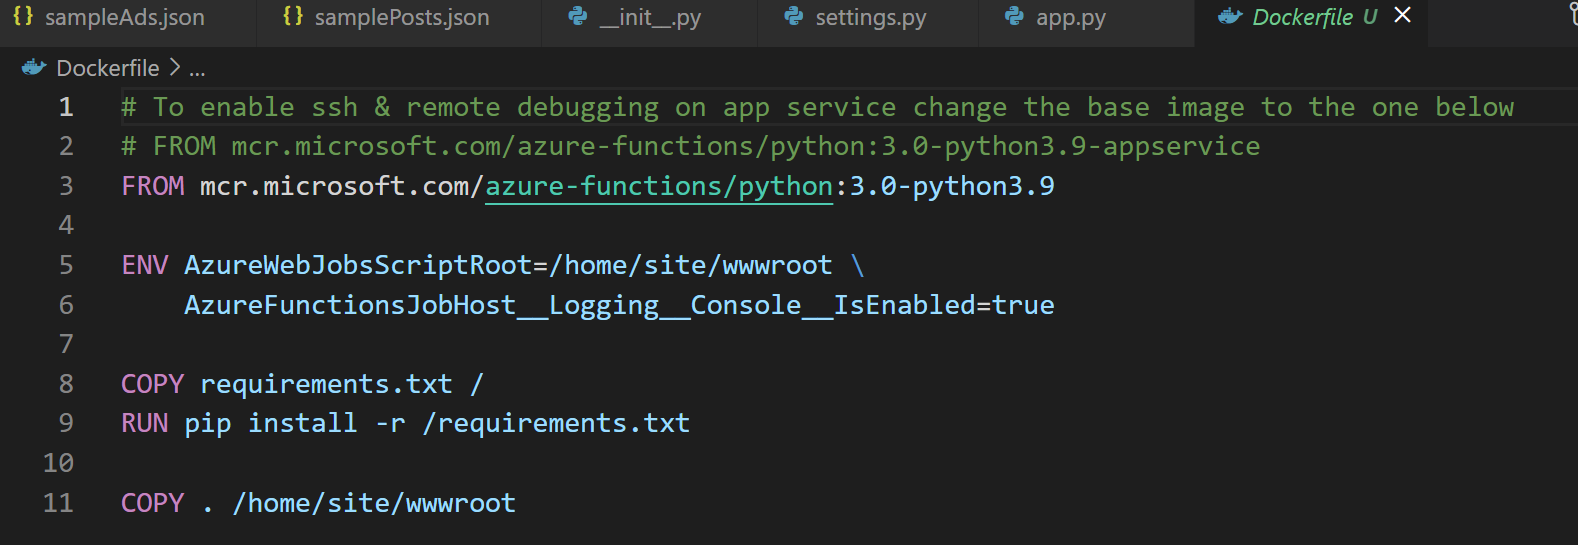 {} sampleAds.json {} samplePosts.json __init__.py settings.py app.py Dockerfile U
Dockerfile > ...
1 # To enable ssh & remote debugging on app service change the base image to the one below
2 # FROM mcr.microsoft.com/azure-functions/python:3.0-python3.9-appservice
3 FROM mcr.microsoft.com/azure-functions/python:3.0-python3.9
4
5 ENV AzureWebJobsScriptRoot=/home/site/wwwroot \
6     AzureFunctionsJobHost__Logging__Console__IsEnabled=true
7
8 COPY requirements.txt /
9 RUN pip install -r /requirements.txt
10
11 COPY . /home/site/wwwroot